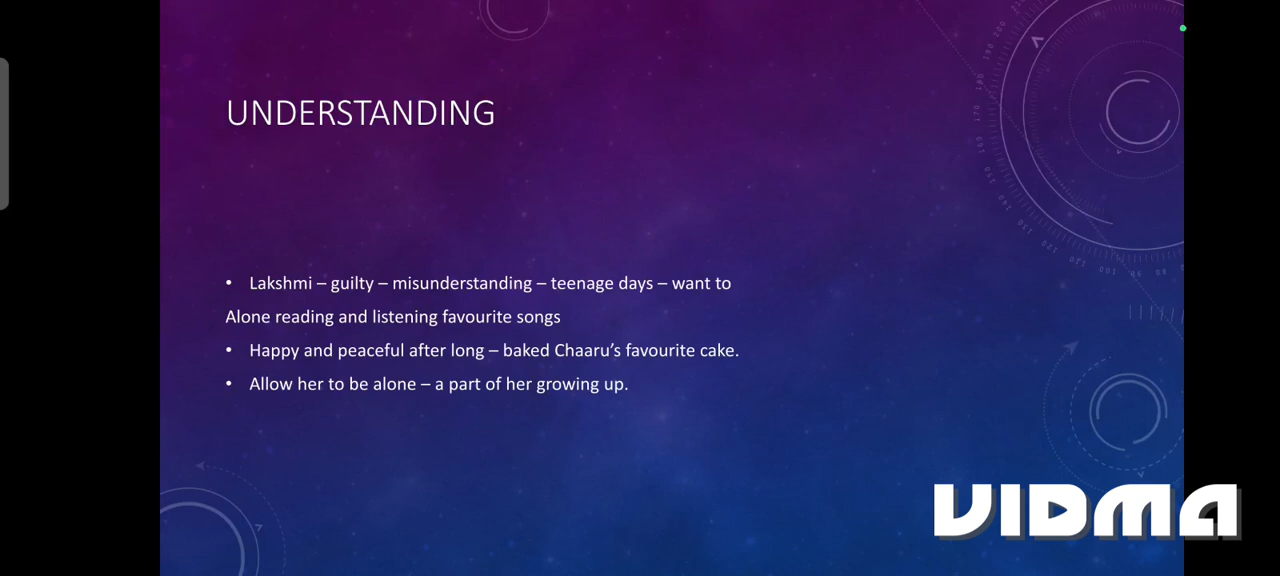 UNDERSTANDING
• Lakshmi – guilty – misunderstanding – teenage days – want to
Alone reading and listening favourite songs
• Happy and peaceful after long – baked Chaaru’s favourite cake.
• Allow her to be alone – a part of her growing up.
VIDMA